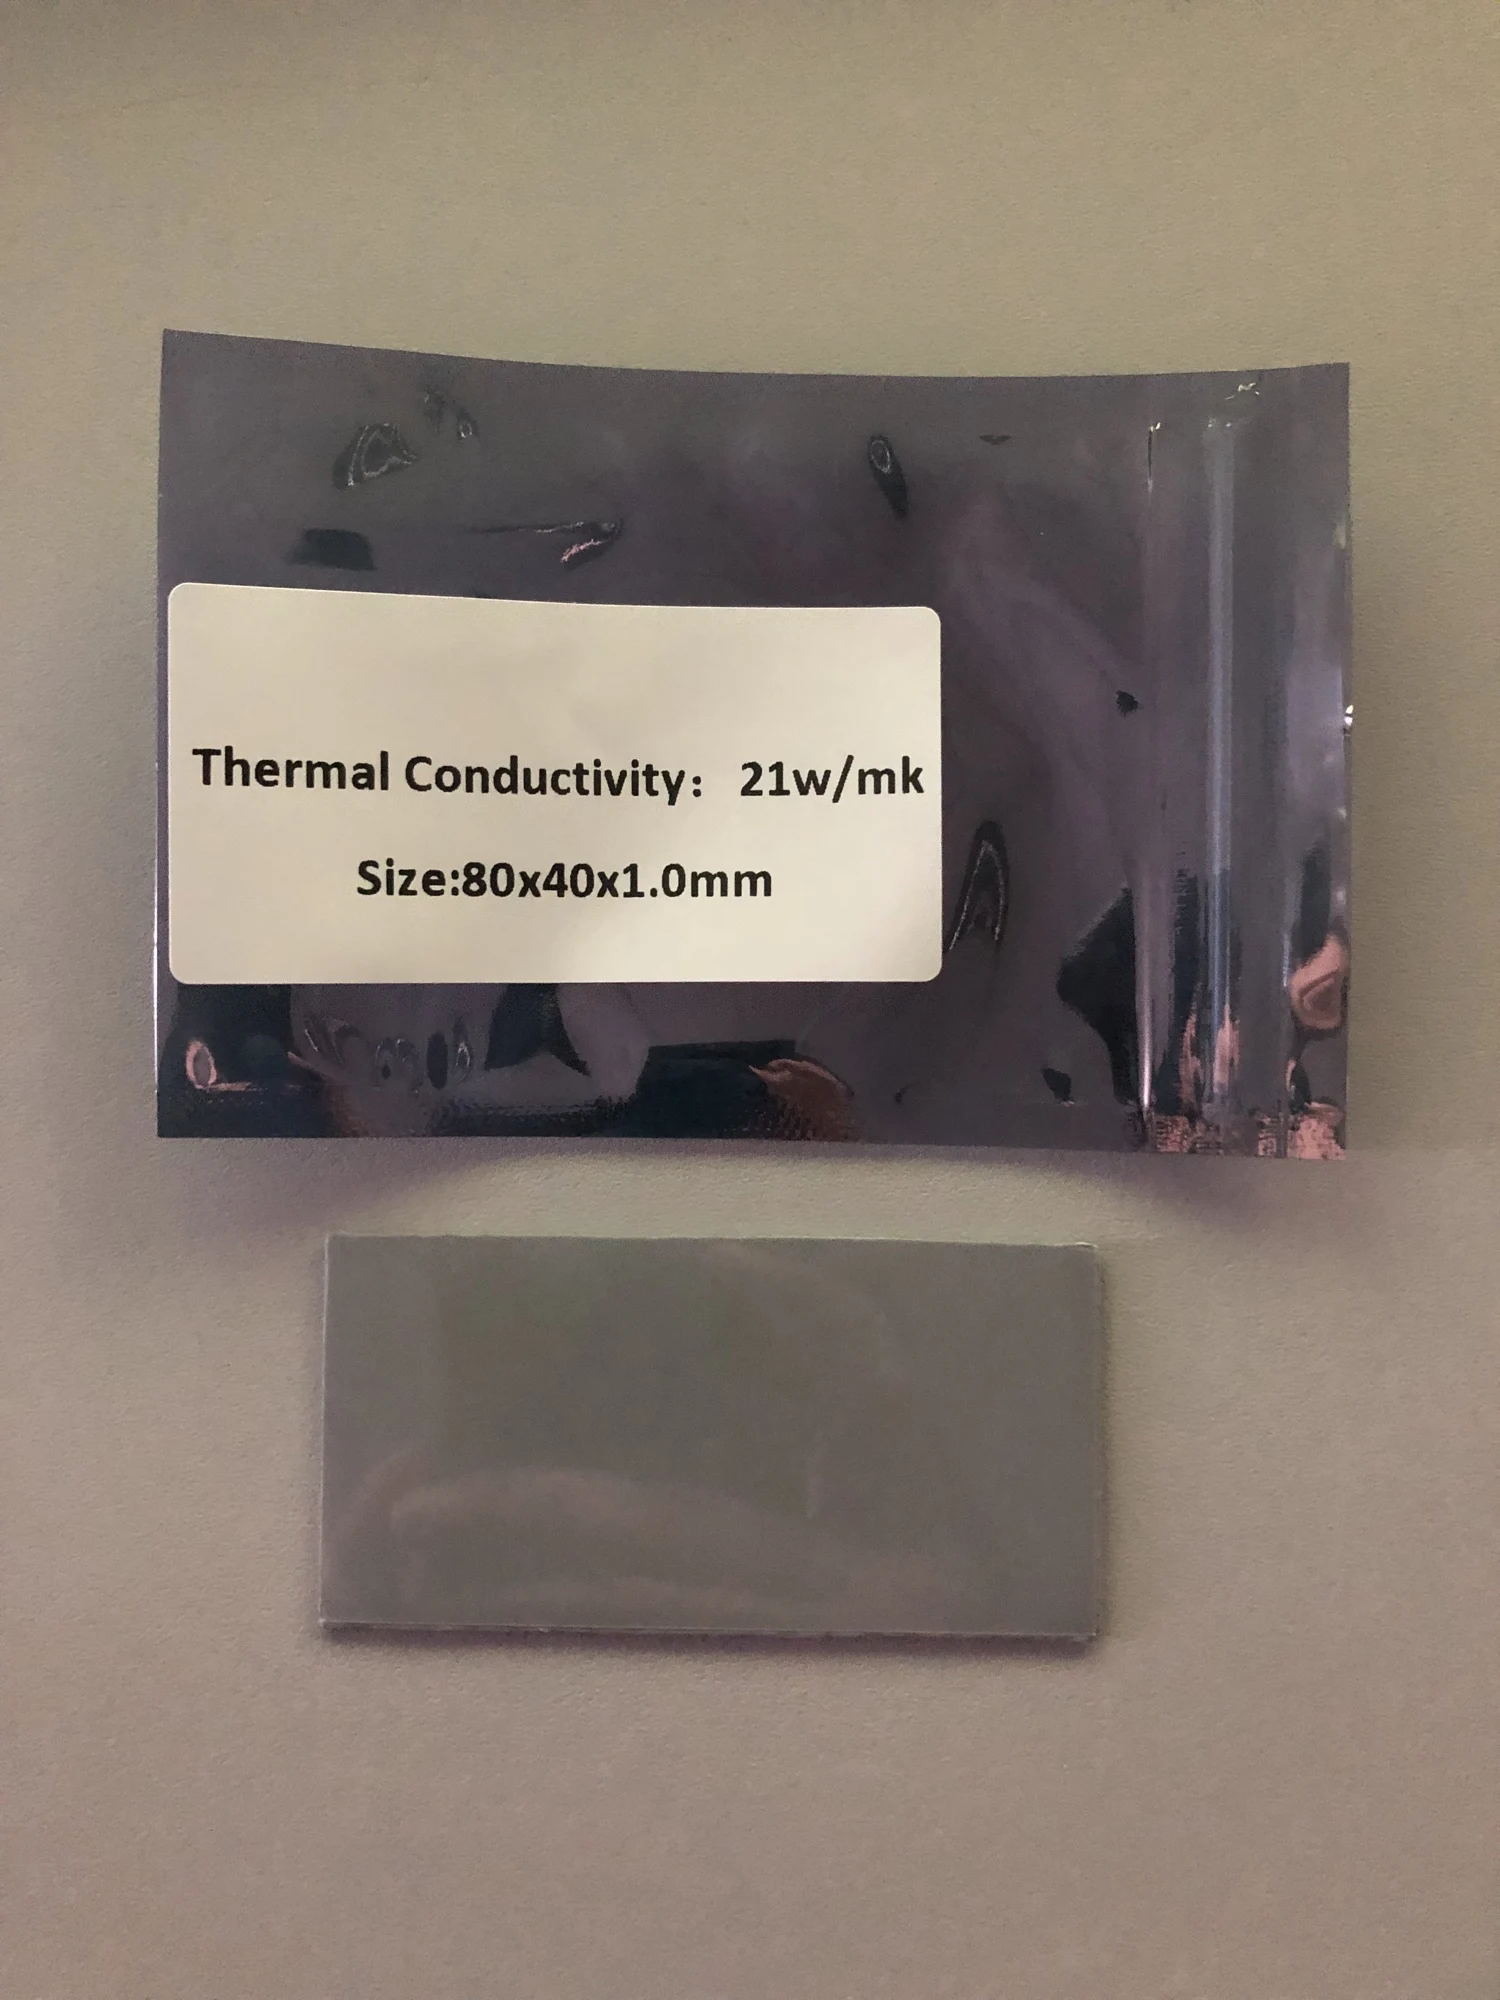 Thermal Conductivity： 21w/mk
Size:80x40x1.0mm